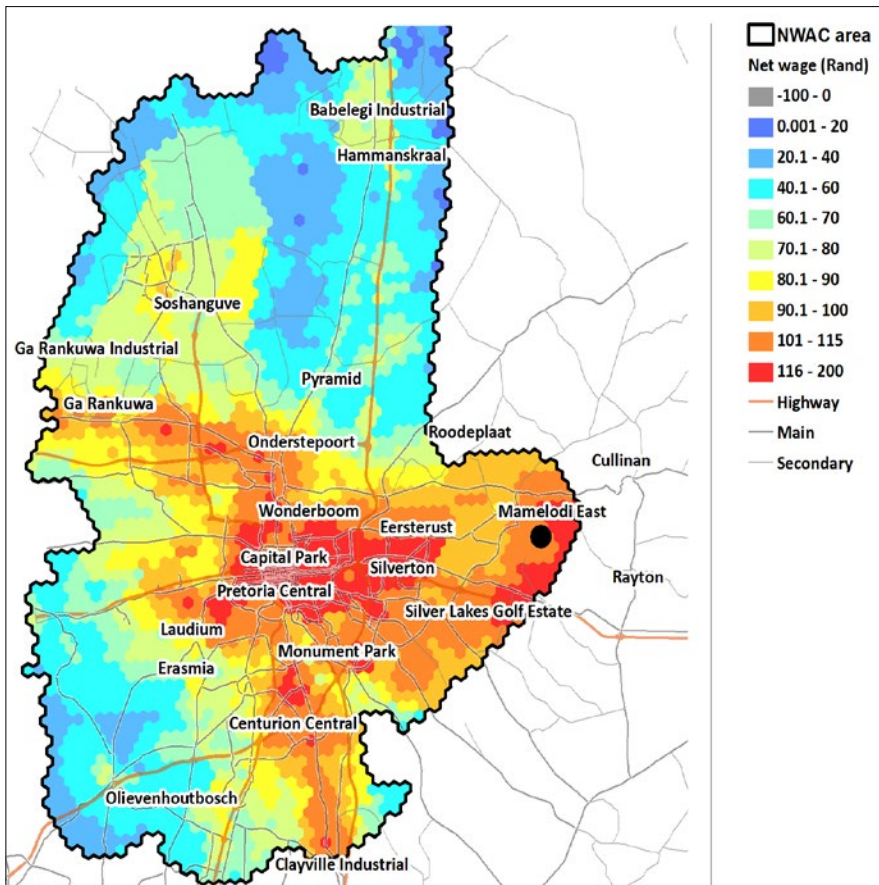 Babelegi Industrial
Hammanskraal
Soshanguve
Ga Rankuwa Industrial
Pyramid
Ga Rankuwa
Onderstepoort
Roodeplaat
Cullinan
Wonderboom
Mamelodi East
Eersterust
Capital Park
Silverton
Rayton
Pretoria Central
Silver Lakes Golf Estate
Laudium
Monument Park
Erasmia
Centurion Central
Olievenhoutbosch
Clayville Industrial
NWAC area
Net wage (Rand)
-100 - 0
0.001 - 20
20.1 - 40
40.1 - 60
60.1 - 70
70.1 - 80
80.1 - 90
90.1 - 100
101 - 115
116 - 200
Highway
Main
Secondary